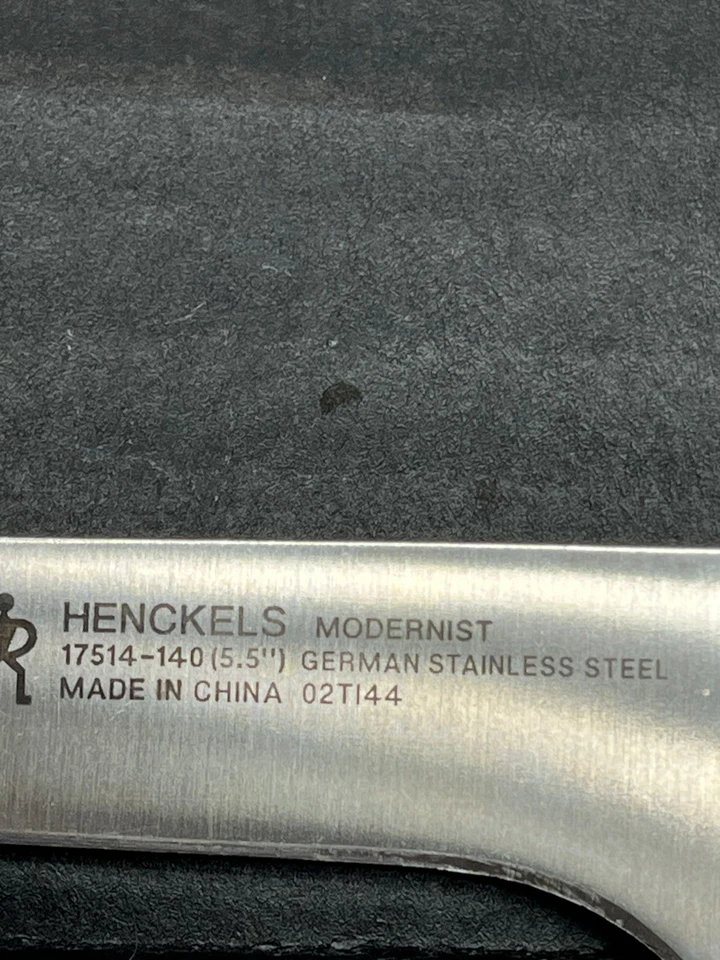 HENCKELS MODERNIST
17514-140 (5.5") GERMAN STAINLESS STEEL
MADE IN CHINA 02TI44